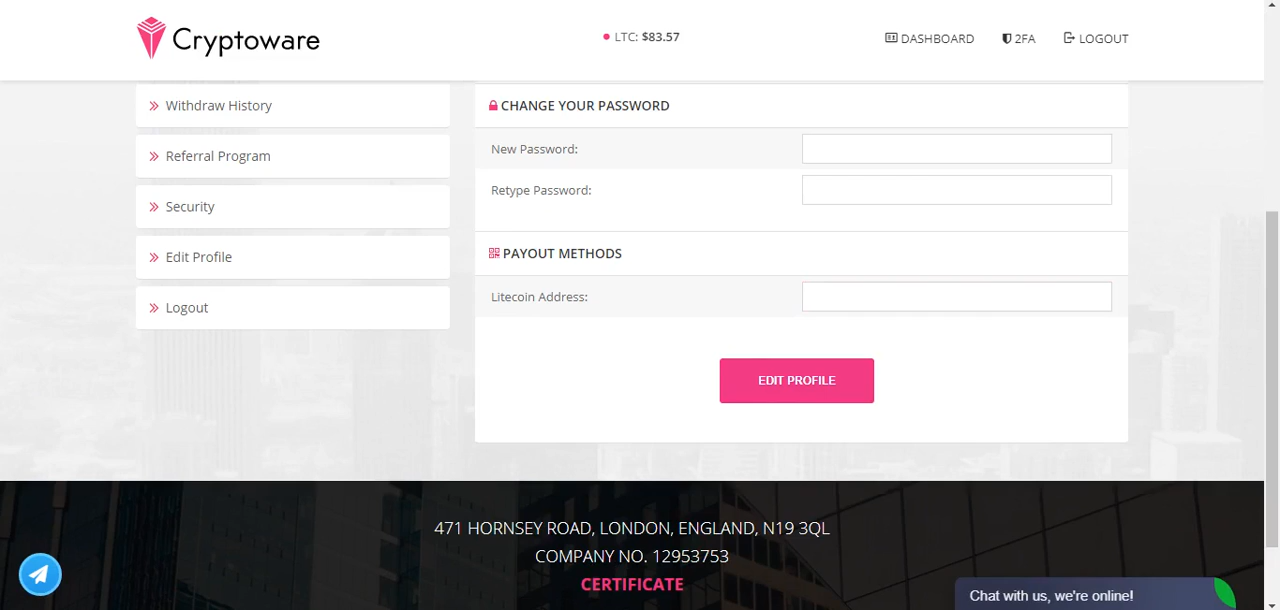 Cryptoware
LTC: $83.57
DASHBOARD
2FA
LOGOUT
Withdraw History
Referral Program
Security
Edit Profile
Logout
CHANGE YOUR PASSWORD
New Password:
Retype Password:
PAYOUT METHODS
Litecoin Address:
EDIT PROFILE
471 HORNSEY ROAD, LONDON, ENGLAND, N19 3QL
COMPANY NO. 12953753
CERTIFICATE
Chat with us, we're online!